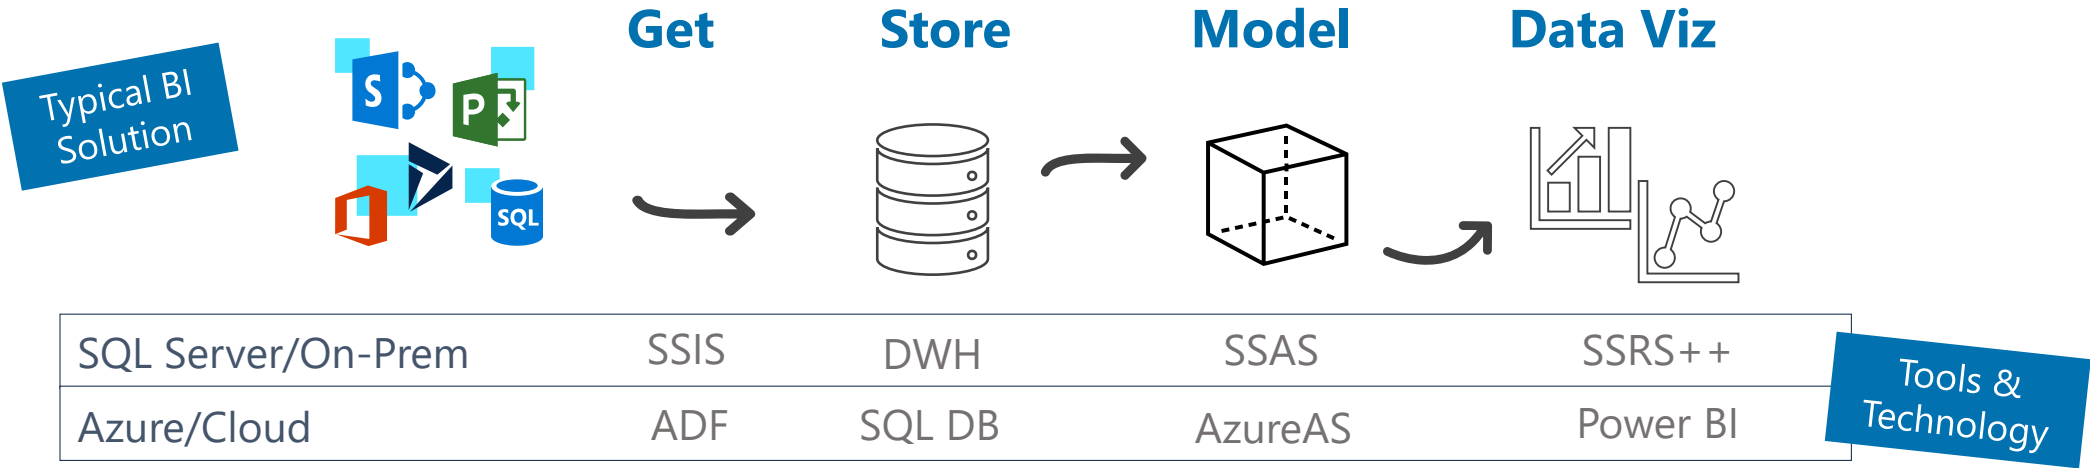 Get Store Model Data Viz
Typical BI
Solution
S
P
SQL
SQL Server/On-Prem SSIS DWH SSAS SSRS++
Azure/Cloud ADF SQL DB AzureAS Power BI
Tools &
Technology